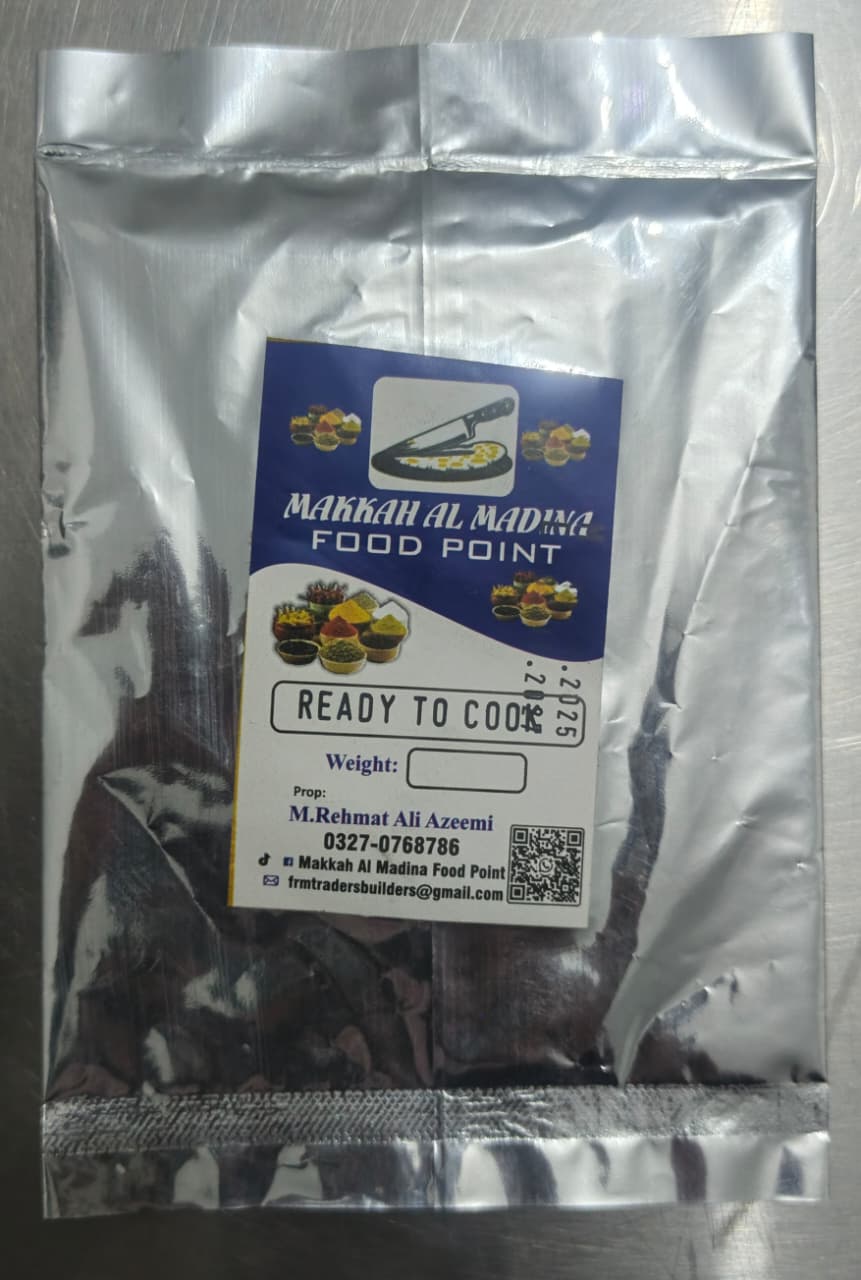 MAKKAH AL MADINA
FOOD POINT
READY TO COOK
.2025
Weight:
Prop:
M.Rehmat Ali Azeemi
0327-0768786
Makkah Al Madina Food Point
frmtradersbuilders@gmail.com